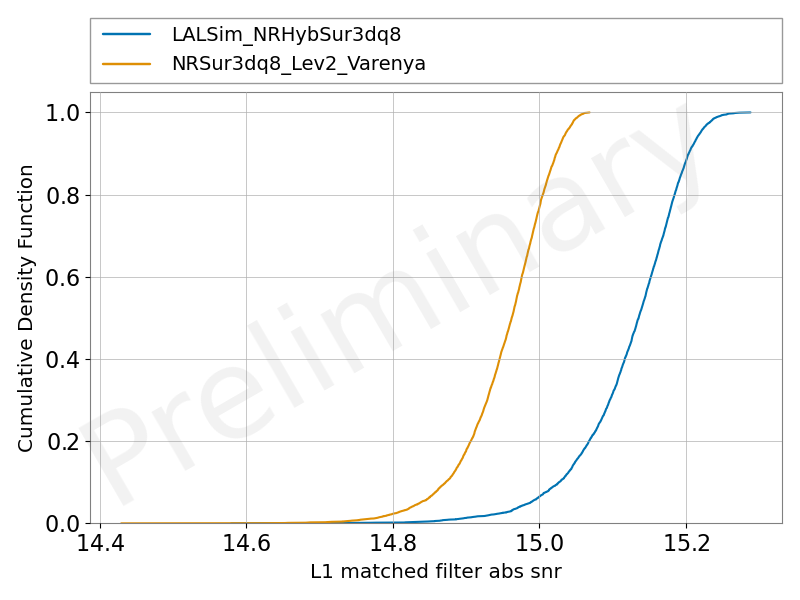 LALSim_NRHybSur3dq8
NRSur3dq8_Lev2_Varenya
Preliminary
Cumulative Density Function
1.0
0.8
0.6
0.4
0.2
0.0
14.4 14.6 14.8 15.0 15.2
L1 matched filter abs snr